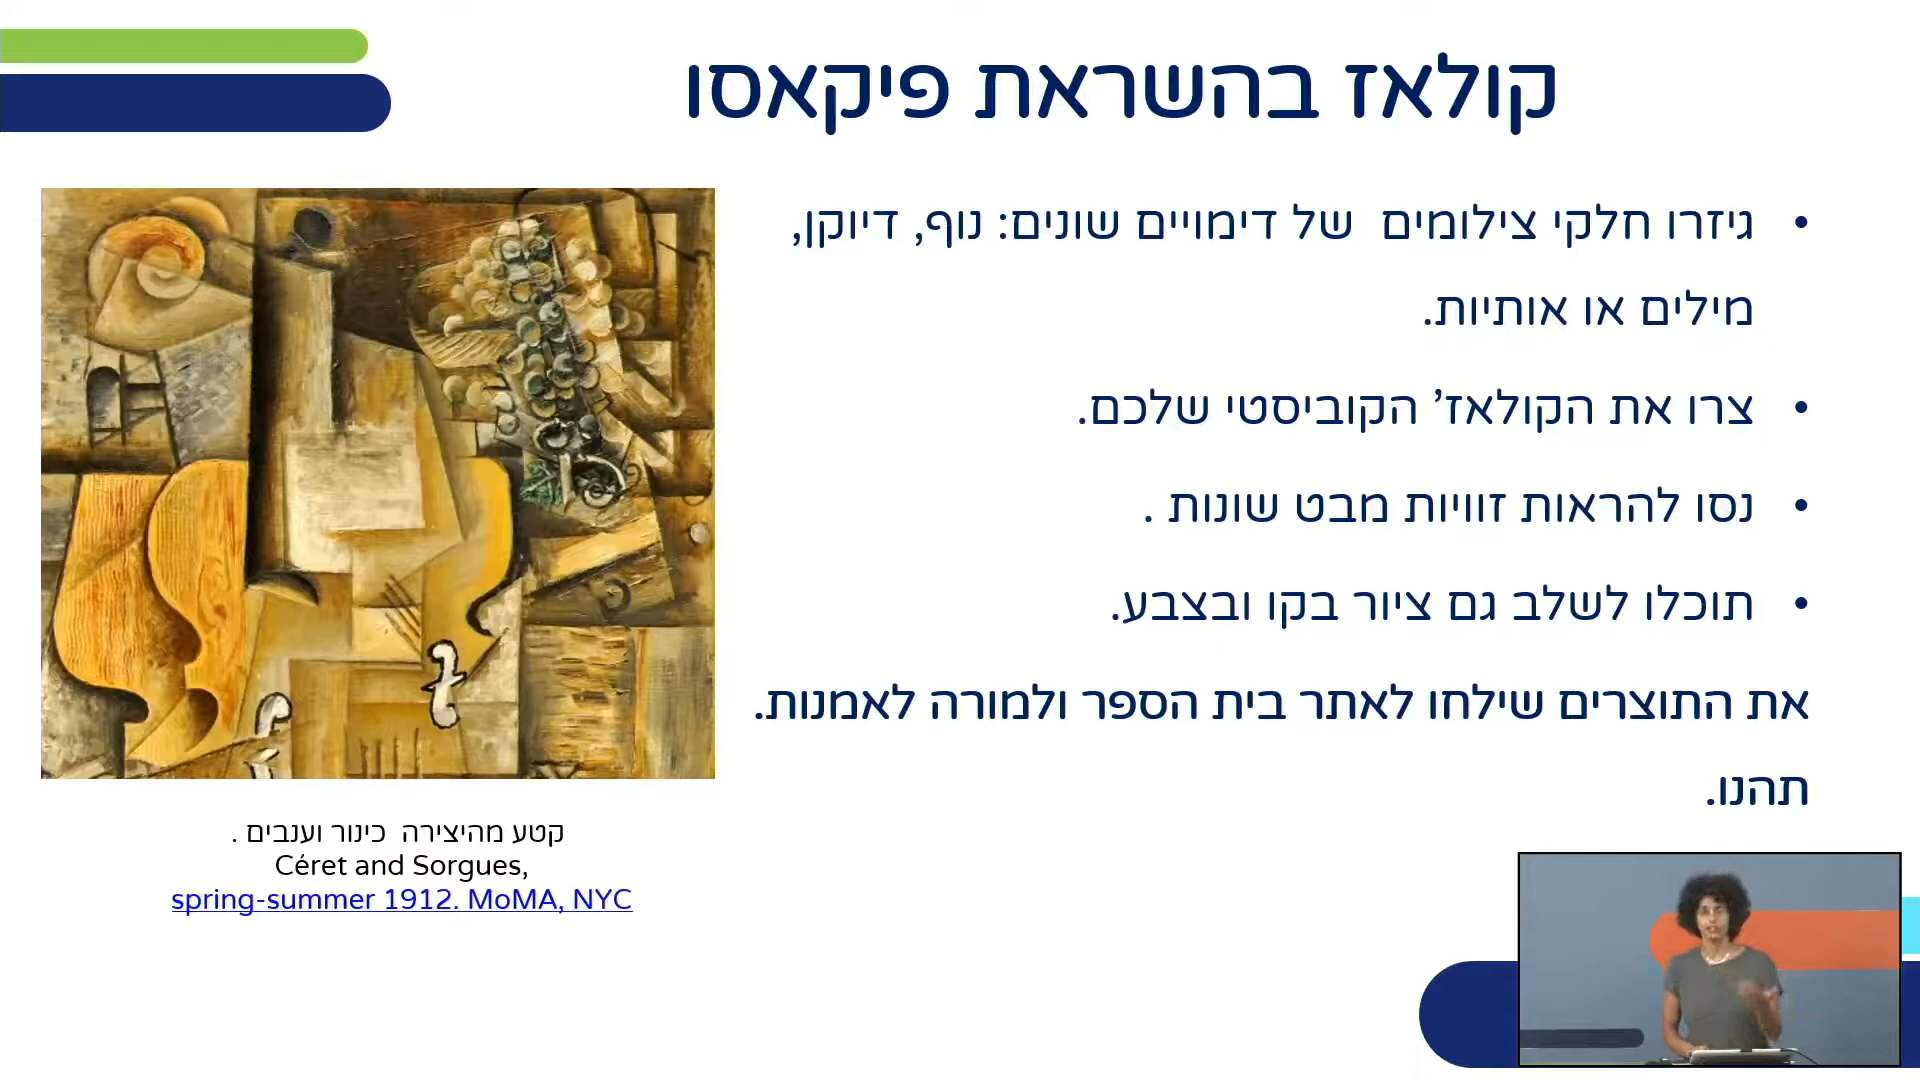 קולאז בהשראת פיקאסו
• גיזרו חלקי צילומים של דימויים שונים: נוף, דיוקן,
מילים או אותיות.
• צרו את הקולאז' הקוביסטי שלכם.
• נסו להראות זוויות מבט שונות .
• תוכלו לשלב גם ציור בקו ובצבע.
את התוצרים שילחו לאתר בית הספר ולמורה לאמנות.
תהנו.
קטע מהיצירה כינור וענבים .
Céret and Sorgues,
spring-summer 1912. MoMA, NYC